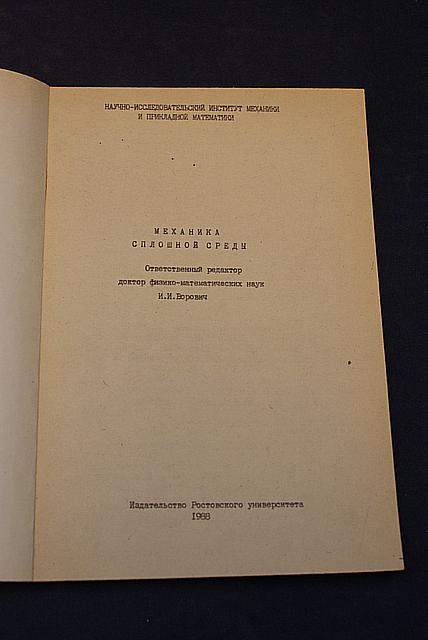 НАУЧНО-ИССЛЕДОВАТЕЛЬСКИЙ ИНСТИТУТ МЕХАНИКИ
И ПРИКЛАДНОЙ МАТЕМАТИКИ
МЕХАНИКА
СПЛОШНОЙ СРЕДЫ
Ответственный редактор
доктор физико-математических наук
И.И.Ворович
Издательство Ростовского университета
1988